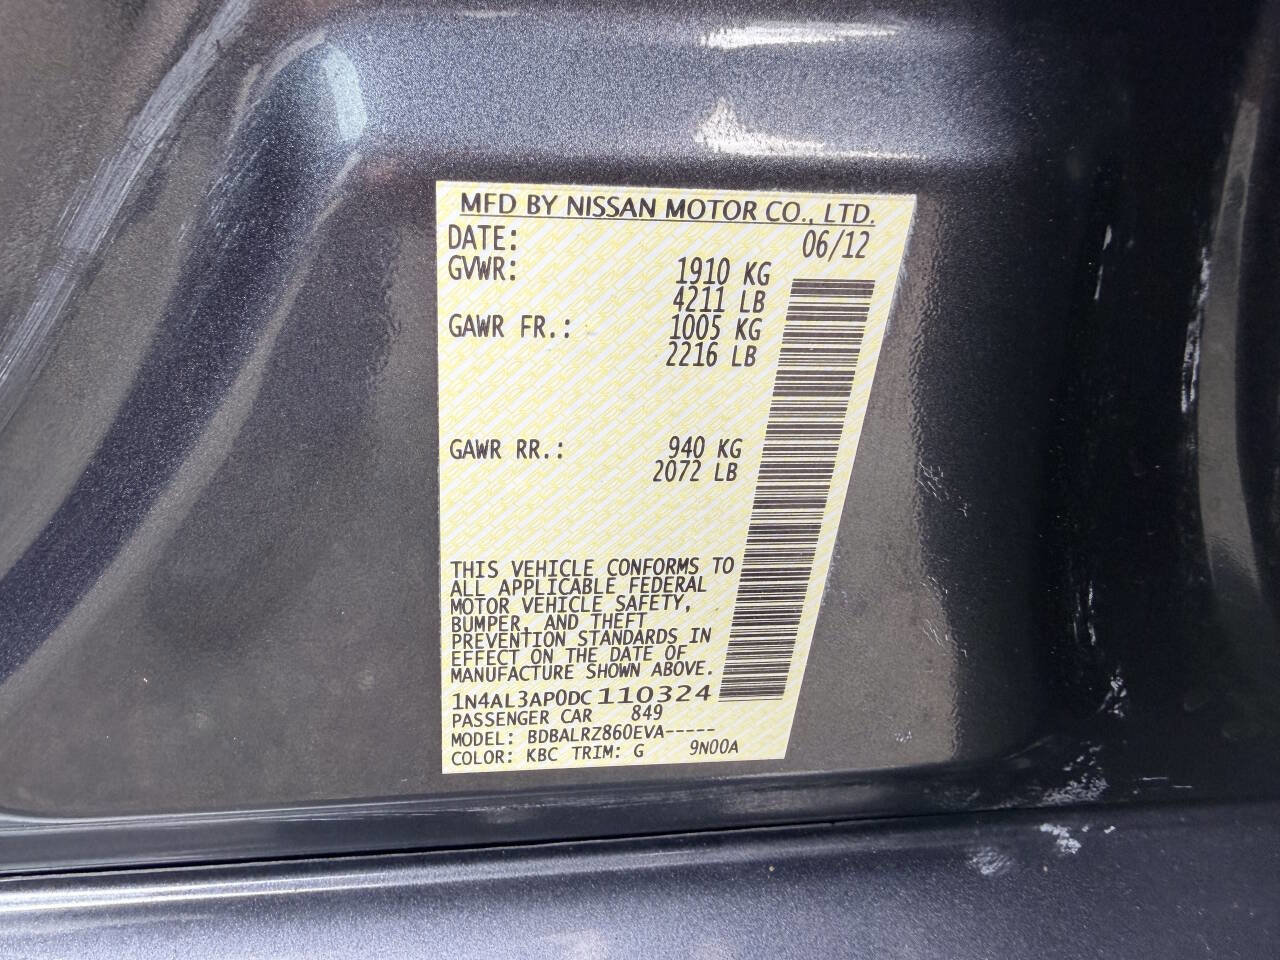 MFD BY NISSAN MOTOR CO., LTD.
DATE: 06/12
GVWR: 1910 KG
4211 LB
GAWR FR.: 1005 KG
2216 LB
GAWR RR.: 940 KG
2072 LB
THIS VEHICLE CONFORMS TO
ALL APPLICABLE FEDERAL
MOTOR VEHICLE SAFETY,
BUMPER, AND THEFT
PREVENTION STANDARDS IN
EFFECT ON THE DATE OF
MANUFACTURE SHOWN ABOVE.
1N4AL3AP0DC110324
PASSENGER CAR 849
MODEL: BDBALRZ860EVA-----
COLOR: KBC TRIM: G 9N00A